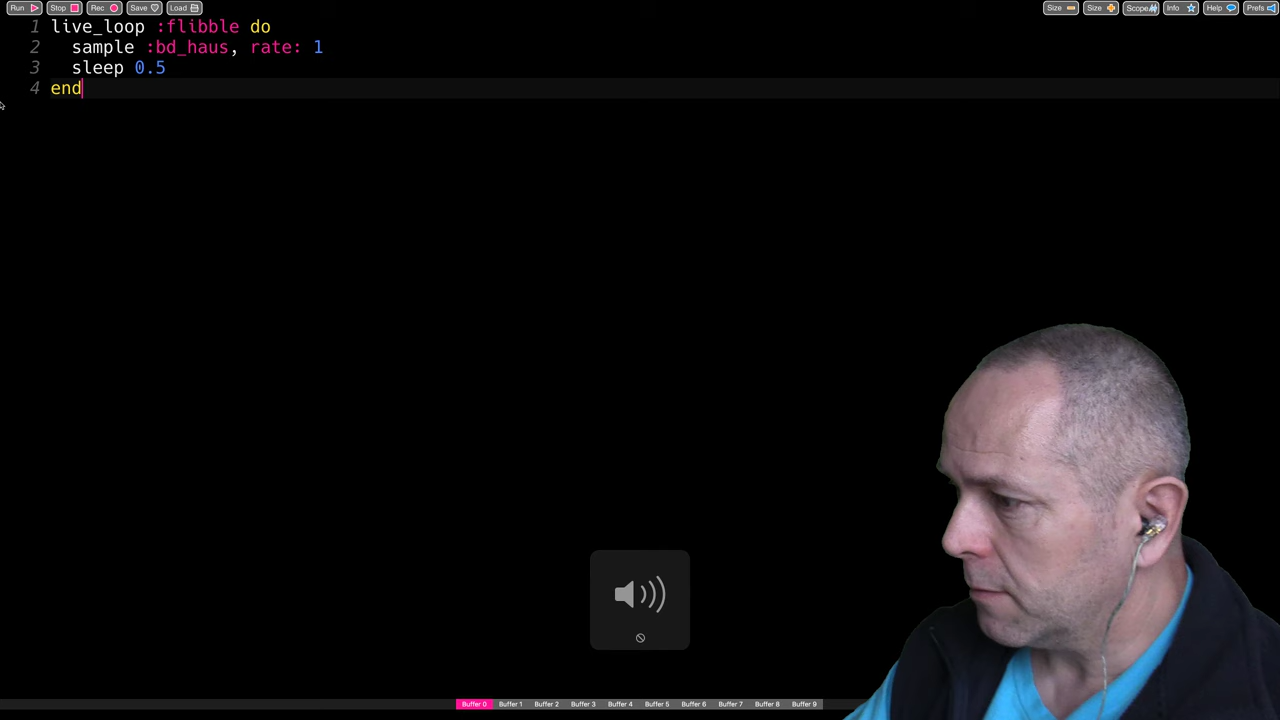 Run Stop Rec Save Load Size Size Scope Info Help Prefs
1 live_loop :flibble do
2 sample :bd_haus, rate: 1
3 sleep 0.5
4 end
Buffer 0 Buffer 1 Buffer 2 Buffer 3 Buffer 4 Buffer 5 Buffer 6 Buffer 7 Buffer 8 Buffer 9